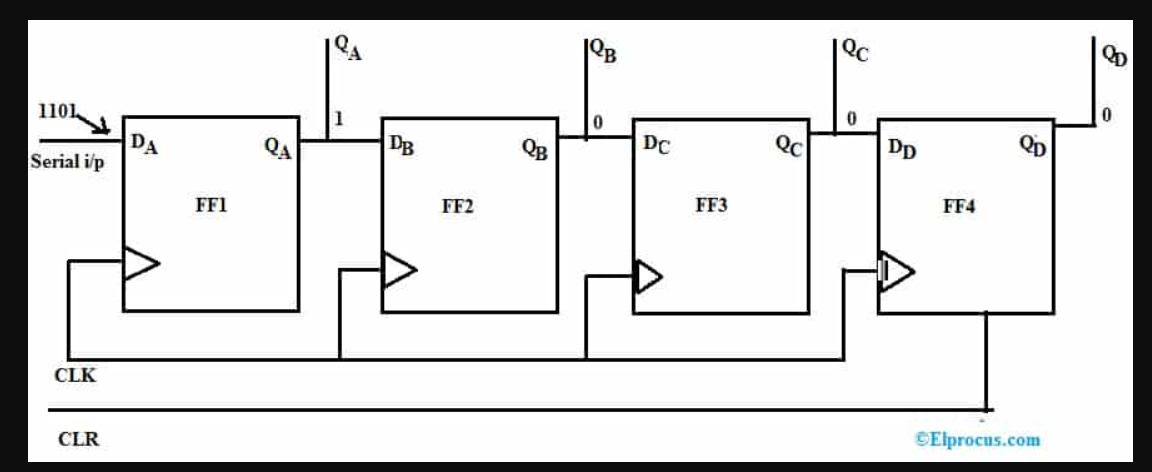 QA QB QC QD
1101 1 0 0 0
DA QA DB QB DC QC DD QD
Serial i/p
FF1 FF2 FF3 FF4
CLK
CLR ©Elprocus.com